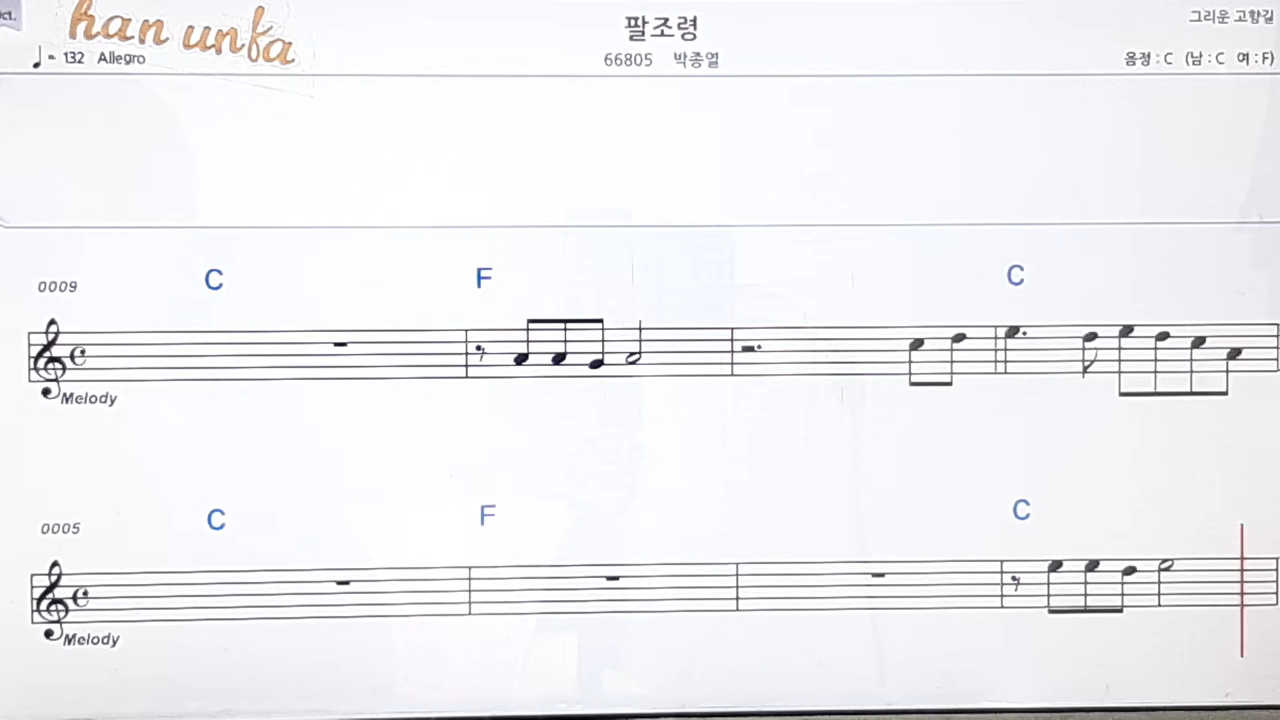 ct.
han unfa
팔조령
그리운 고향길
♩ = 132 Allegro
66805 박종열
음정 : C (남 : C 여 : F)
C F C
0009
Melody
C F C
0005
Melody